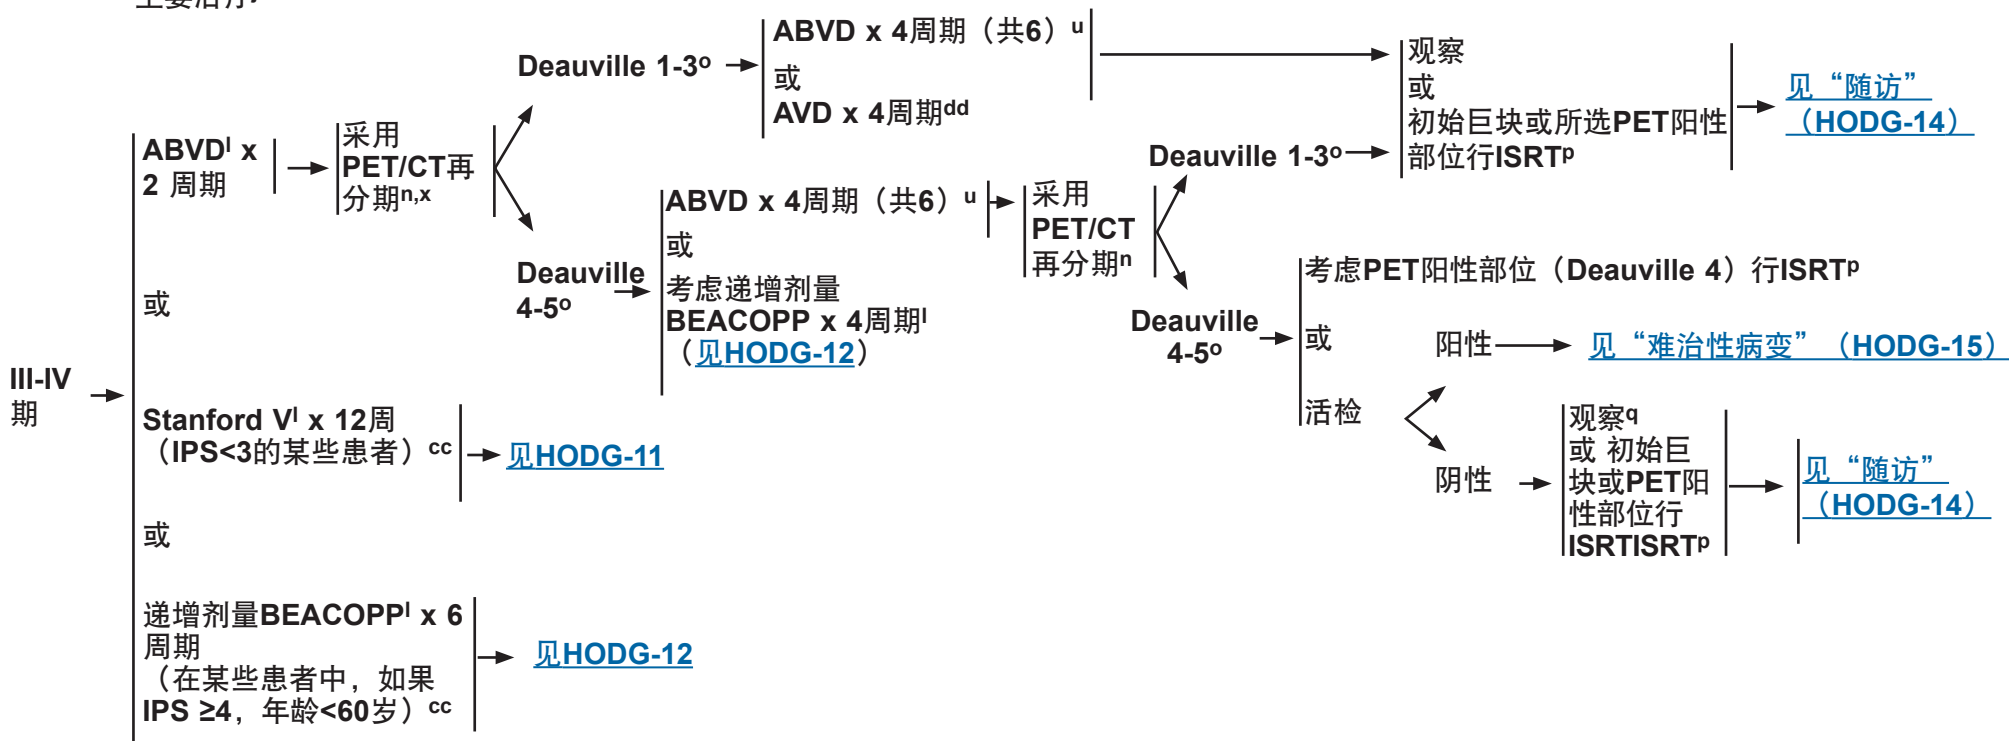 ABVD x 4周期（共6）u
或
AVD x 4周期dd
Deauville 1-3o
观察
或
初始巨块或所选PET阳性
部位行ISRTp
见“随访”
（HODG-14）
ABVDl x
2 周期
采用
PET/CT再
分期n,x
Deauville 1-3o
ABVD x 4周期（共6）u
或
考虑递增剂量
BEACOPP x 4周期l
（见HODG-12）
采用
PET/CT
再分期n
Deauville
4-5o
考虑PET阳性部位（Deauville 4）行ISRTp
或
活检
Deauville
4-5o
阳性
见“难治性病变”（HODG-15）
阴性
观察q
或 初始巨
块或PET阳
性部位行
ISRTISRTp
见“随访”
（HODG-14）
III-IV
期
或
Stanford Vl x 12周
（IPS<3的某些患者）cc
见HODG-11
或
递增剂量BEACOPPl x 6
周期
（在某些患者中，如果
IPS ≥4，年龄<60岁）cc
见HODG-12